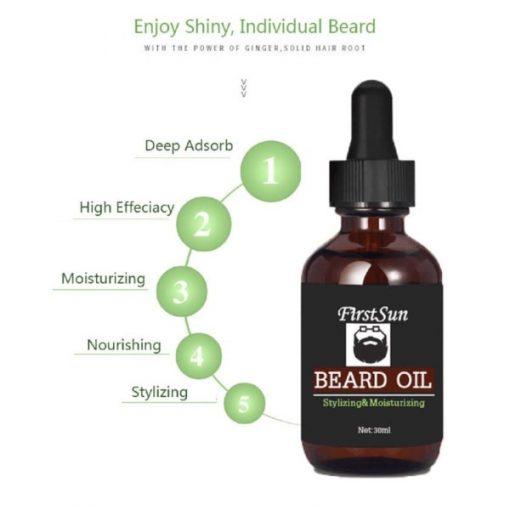 Enjoy Shiny, Individual Beard
WITH THE POWER OF GINGER,SOLID HAIR ROOT
Deep Adsorb
1
High Effeciacy
2
Moisturizing
3
Nourishing
4
Stylizing
5
FirstSun
BEARD OIL
Stylizing&Moisturizing
Net:30ml